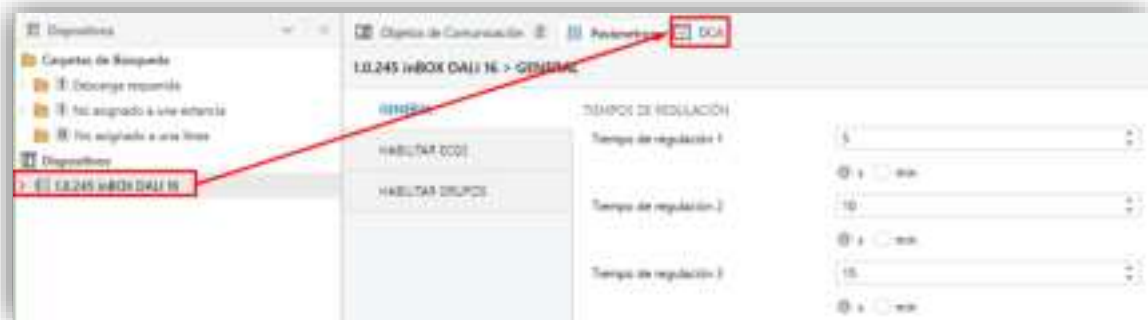 Dispositivos
Carpetas de Búsqueda
Descarga requerida
No asignado a una estancia
No asignado a una línea
Dispositivos
1.0.245 inBOX DALI 16
Objetos de Comunicación Parámetros DCA
1.0.245 inBOX DALI 16 > GENERAL
GENERAL
HABILITAR ECGS
HABILITAR GRUPOS
TIEMPOS DE REGULACIÓN
Tiempo de regulación 1
5
s min
Tiempo de regulación 2
10
s min
Tiempo de regulación 3
15
s min